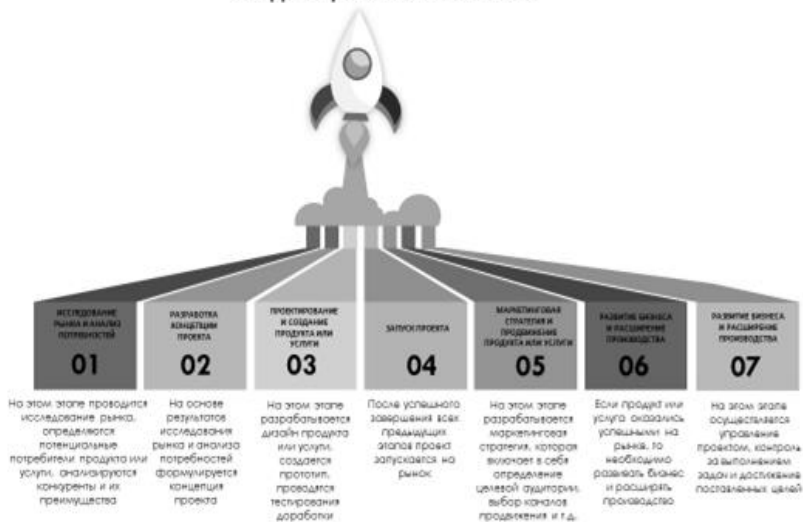 ИССЛЕДОВАНИЕ
РЫНКА И АНАЛИЗ
ПОТРЕБНОСТЕЙ
01
На этом этапе проводится
исследование рынка,
определяются
потенциальные
потребители продукта или
услуги, анализируются
конкуренты и их
преимущества
РАЗРАБОТКА
КОНЦЕПЦИИ
ПРОЕКТА
02
На основе
результатов
исследования
рынка и анализа
потребностей
формулируется
концепция
проекта
ПРОЕКТИРОВАНИЕ
И СОЗДАНИЕ
ПРОДУКТА ИЛИ
УСЛУГИ
03
На этом этапе
разрабатывается
дизайн продукта
или услуги,
создается
прототип,
проводятся
тестирования
доработки
ЗАПУСК ПРОЕКТА
04
После успешного
завершения всех
предыдущих
этапов проект
запускается на
рынок
МАРКЕТИНГОВАЯ
СТРАТЕГИЯ И
ПРОДВИЖЕНИЕ
ПРОДУКТА ИЛИ УСЛУГИ
05
На этом этапе
разрабатывается
маркетинговая
стратегия, которая
включает в себя
определение
целевой аудитории,
выбор каналов
продвижения и т.д.
РАЗВИТИЕ БИЗНЕСА
И РАСШИРЕНИЕ
ПРОИЗВОДСТВА
06
Если продукт или
услуга оказались
успешными на
рынке, то
необходимо
развивать бизнес
и расширять
производство
РАЗВИТИЕ БИЗНЕСА
И РАСШИРЕНИЕ
ПРОИЗВОДСТВА
07
На этом этапе
осуществляется
управление
проектом, контроль
за выполнением
задач и достижение
поставленных целей